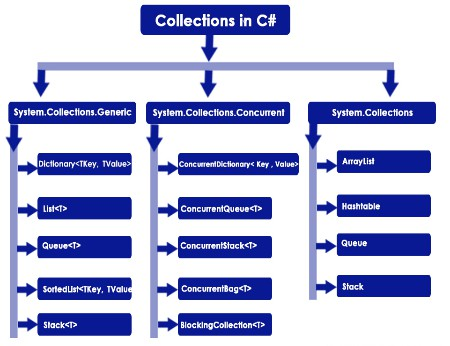 Collections in C#
System.Collections.Generic
Dictionary<TKey, TValue>
List<T>
Queue<T>
SortedList<TKey, TValue
Stack<T>
System.Collections.Concurrent
ConcurrentDictionary< Key , Value>
ConcurrentQueue<T>
ConcurrentStack<T>
ConcurrentBag<T>
BlockingCollection<T>
System.Collections
ArrayList
Hashtable
Queue
Stack